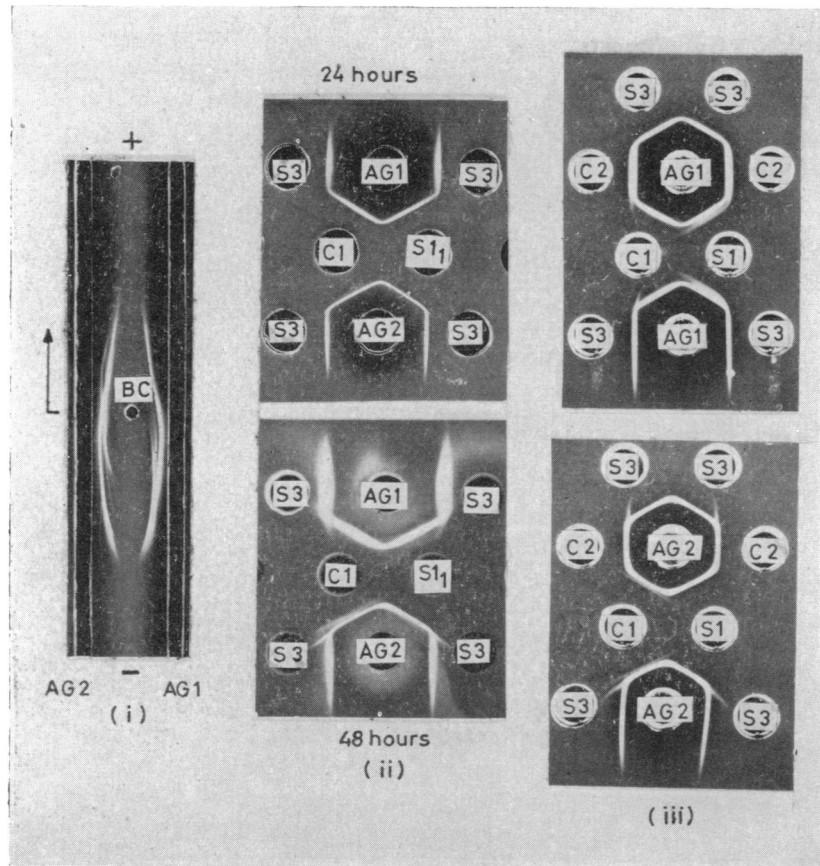 +
BC
−
AG2 AG1
(i)
24 hours
S3 AG1 S3
C1 S1₁
S3 AG2 S3
S3 AG1 S3
C1 S1₁
S3 AG2 S3
48 hours
(ii)
S3 S3
C2 AG1 C2
C1 S1
S3 AG1 S3
S3 S3
C2 AG2 C2
C1 S1
S3 AG2 S3
(iii)